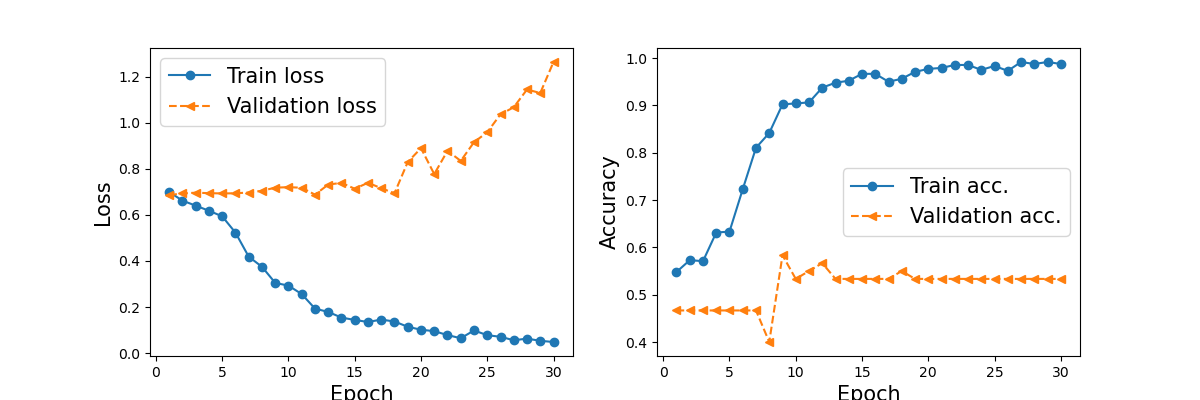 Train loss
Validation loss
Loss
0.0
0.2
0.4
0.6
0.8
1.0
1.2
0 5 10 15 20 25 30
Epoch
Train acc.
Validation acc.
Accuracy
0.4
0.5
0.6
0.7
0.8
0.9
1.0
0 5 10 15 20 25 30
Epoch